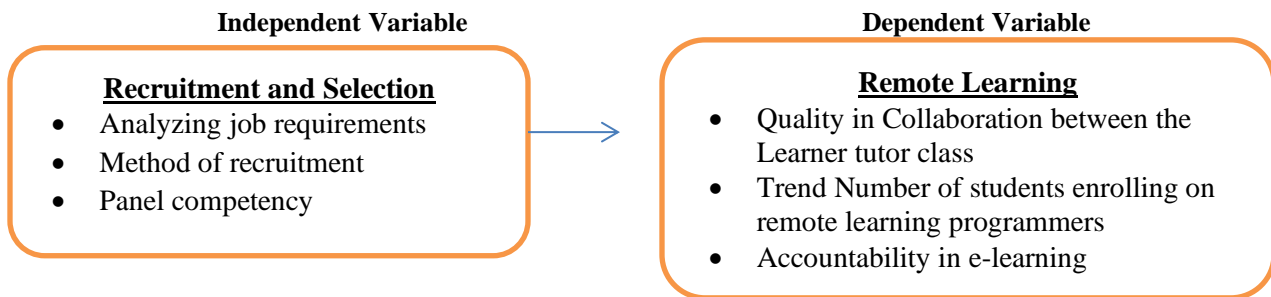 Independent Variable
Recruitment and Selection
• Analyzing job requirements
• Method of recruitment
• Panel competency
Dependent Variable
Remote Learning
• Quality in Collaboration between the
Learner tutor class
• Trend Number of students enrolling on
remote learning programmers
• Accountability in e-learning